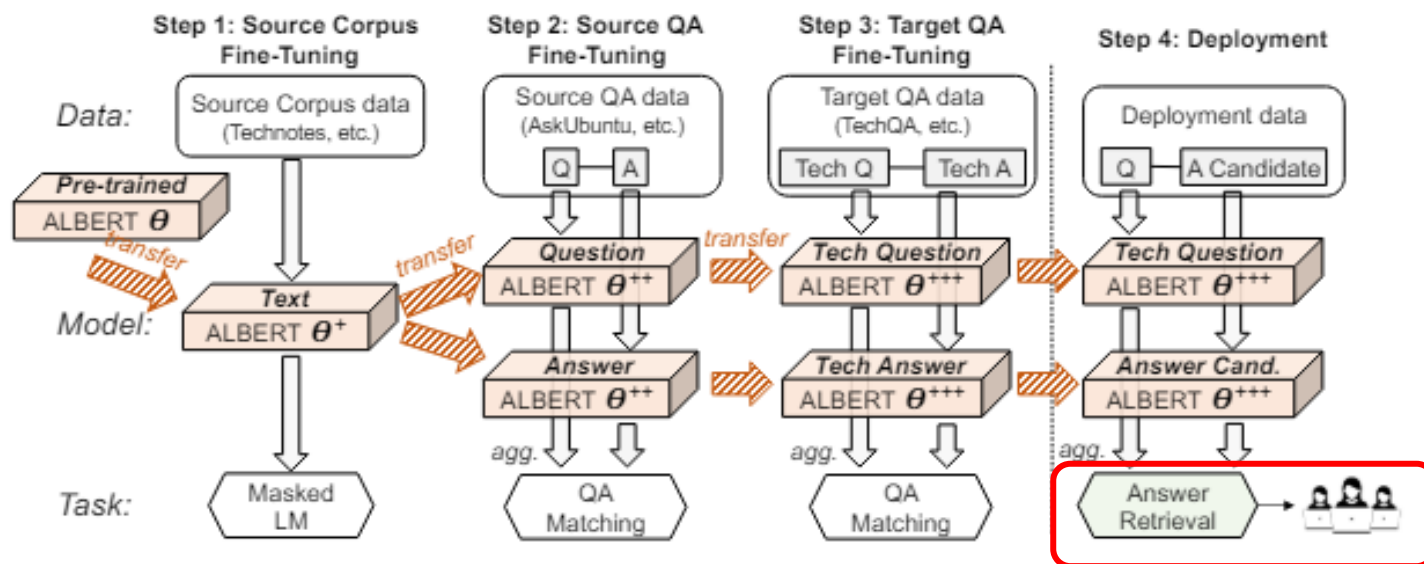 Step 1: Source Corpus
Fine-Tuning
Step 2: Source QA
Fine-Tuning
Step 3: Target QA
Fine-Tuning
Step 4: Deployment
Data:
Source Corpus data
(Technotes, etc.)
Source QA data
(AskUbuntu, etc.)
Q
A
Target QA data
(TechQA, etc.)
Tech Q
Tech A
Deployment data
Q
A Candidate
Pre-trained
ALBERT θ
transfer
transfer
transfer
Model:
Text
ALBERT θ+
Question
ALBERT θ++
Tech Question
ALBERT θ+++
Tech Question
ALBERT θ+++
Answer
ALBERT θ++
Tech Answer
ALBERT θ+++
Answer Cand.
ALBERT θ+++
agg.
agg.
agg.
Task:
Masked
LM
QA
Matching
QA
Matching
Answer
Retrieval